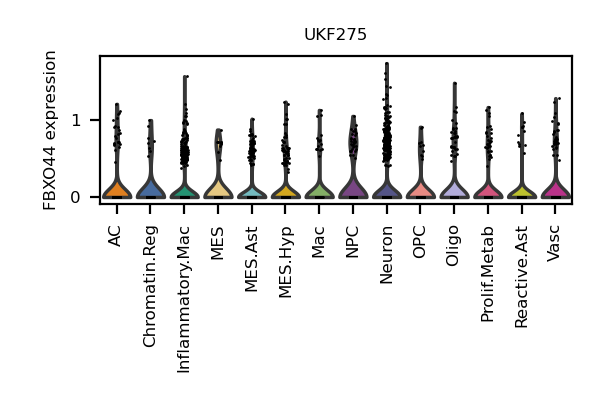 UKF275
FBXO44 expression
1
0
AC
Chromatin.Reg
Inflammatory.Mac
MES
MES.Ast
MES.Hyp
Mac
NPC
Neuron
OPC
Oligo
Prolif.Metab
Reactive.Ast
Vasc